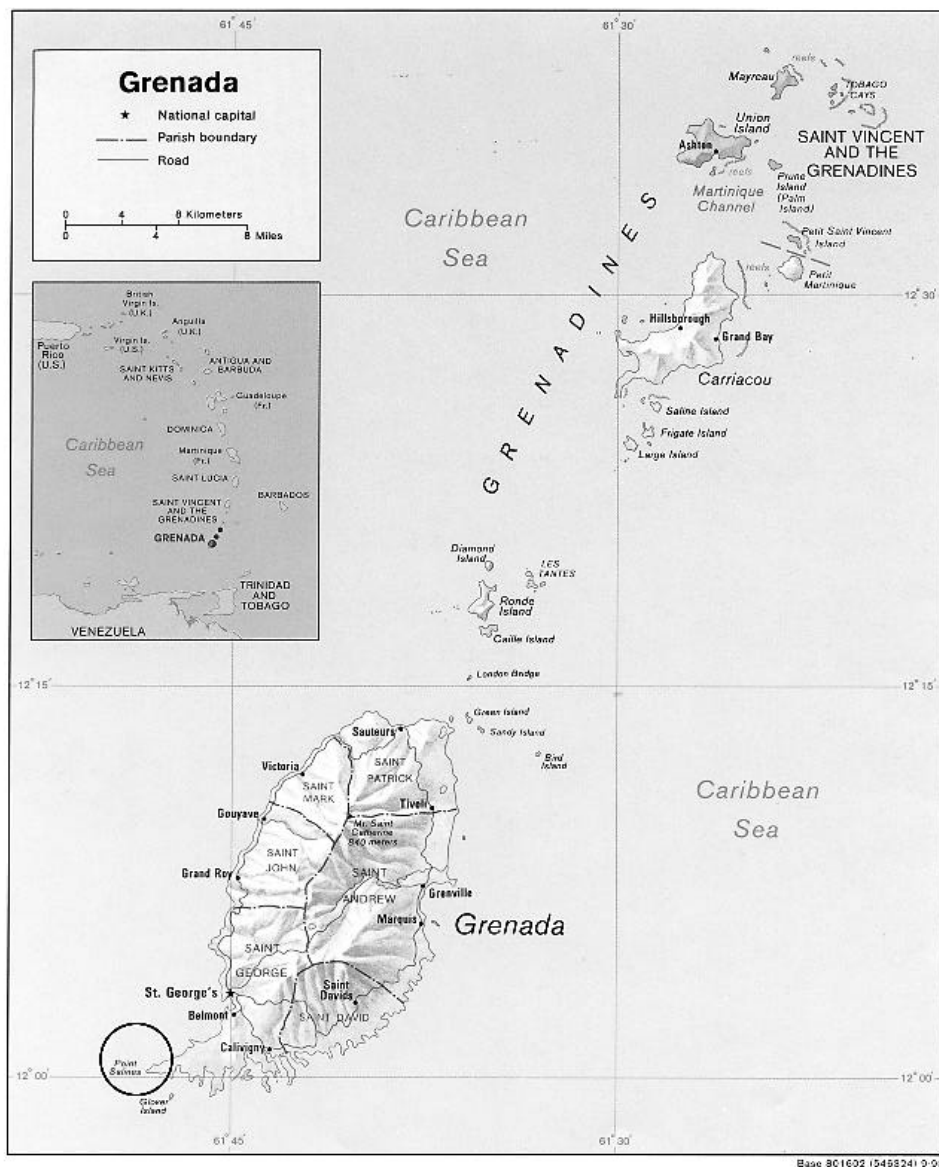 61° 45'
61° 30'
Grenada
★ National capital
Parish boundary
Road
0 4 8 Kilometers
0 4 8 Miles
Mayreau
reefs
TOBAGO
CAYS
Union
Island
Ashton
reefs
SAINT VINCENT
AND THE
GRENADINES
Prune
Island
(Palm
Island)
Martinique
Channel
Caribbean
Sea
GRENADINES
Petit Saint Vincent
Island
reefs
Petit
Martinique
12° 30'
12° 30'
Hillsborough
Grand Bay
Carriacou
Saline Island
Frigate Island
Large Island
British
Virgin Is.
(U.K.)
Anguilla
(U.K.)
Puerto
Rico
(U.S.)
Virgin Is.
(U.S.)
SAINT KITTS
AND NEVIS
ANTIGUA AND
BARBUDA
Guadeloupe
(Fr.)
DOMINICA
Caribbean
Sea
Martinique
(Fr.)
SAINT LUCIA
SAINT VINCENT
AND THE
GRENADINES
BARBADOS
GRENADA
TRINIDAD
AND
TOBAGO
VENEZUELA
Diamond
Island
LES
TANTES
Ronde
Island
Caille Island
London Bridge
12° 15'
12° 15'
Green Island
Sandy Island
Bird
Island
Sauteurs
SAINT
PATRICK
Victoria
SAINT
MARK
Tivoli
Gouyave
Mt. Saint
Catherine
840 meters
SAINT
JOHN
Grand Roy
SAINT
ANDREW
Grenville
Marquis
Grenada
Caribbean
Sea
SAINT
GEORGE
St. George's
Saint
Davids
Belmont
SAINT DAVID
Calivigny
Point
Salines
12° 00'
12° 00'
Glover
Island
61° 45'
61° 30'